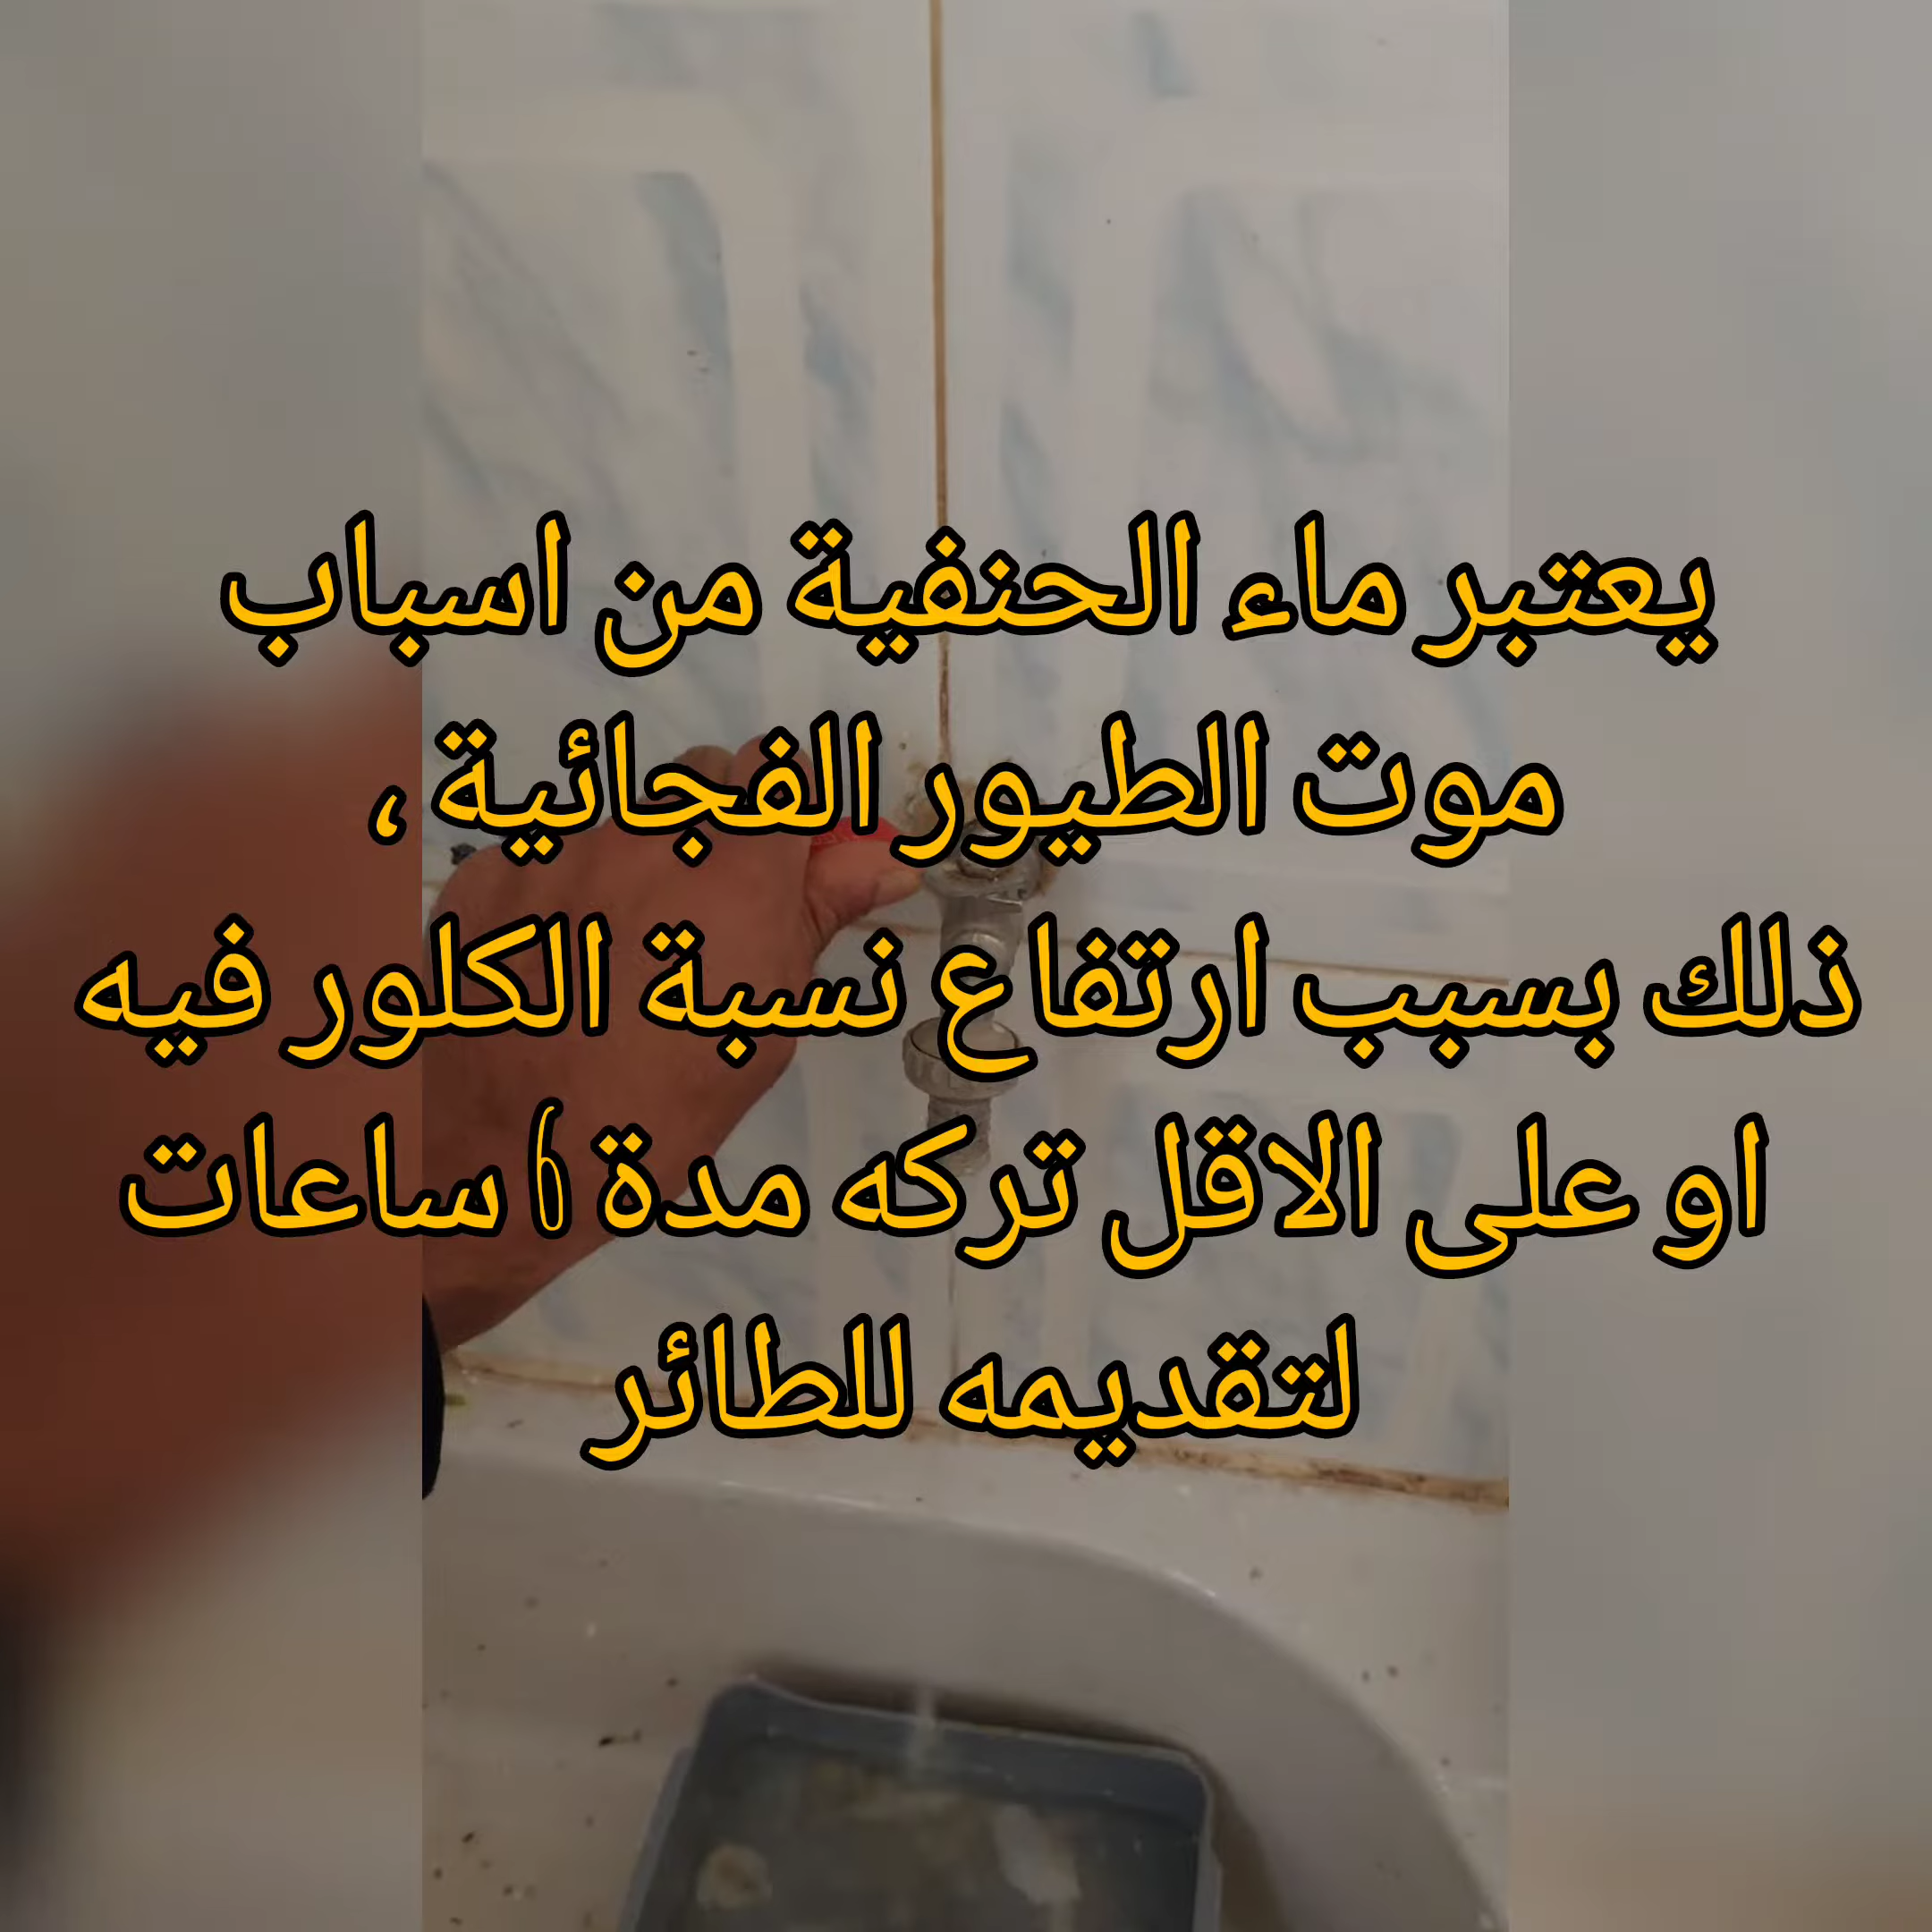 يعتبر ماء الحنفية من اسباب
موت الطيور الفجائية ،
ذلك بسبب ارتفاع نسبة الكلور فيه
او على الاقل تركه مدة 6 ساعات
لتقديمه للطائر